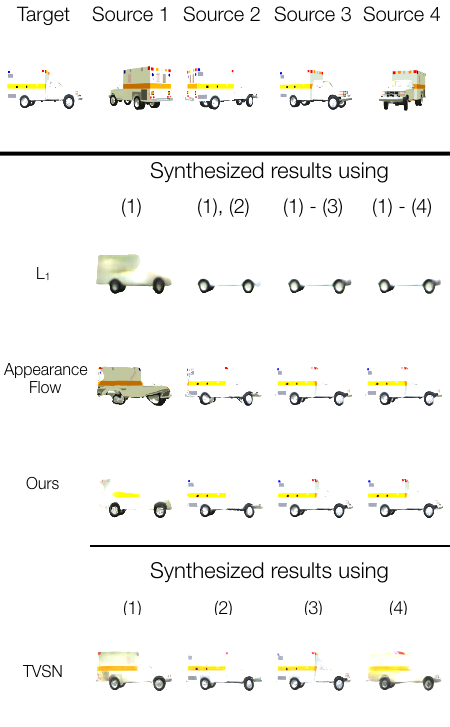 Target Source 1 Source 2 Source 3 Source 4
Synthesized results using
(1) (1), (2) (1) - (3) (1) - (4)
L₁
Appearance
Flow
Ours
Synthesized results using
(1) (2) (3) (4)
TVSN